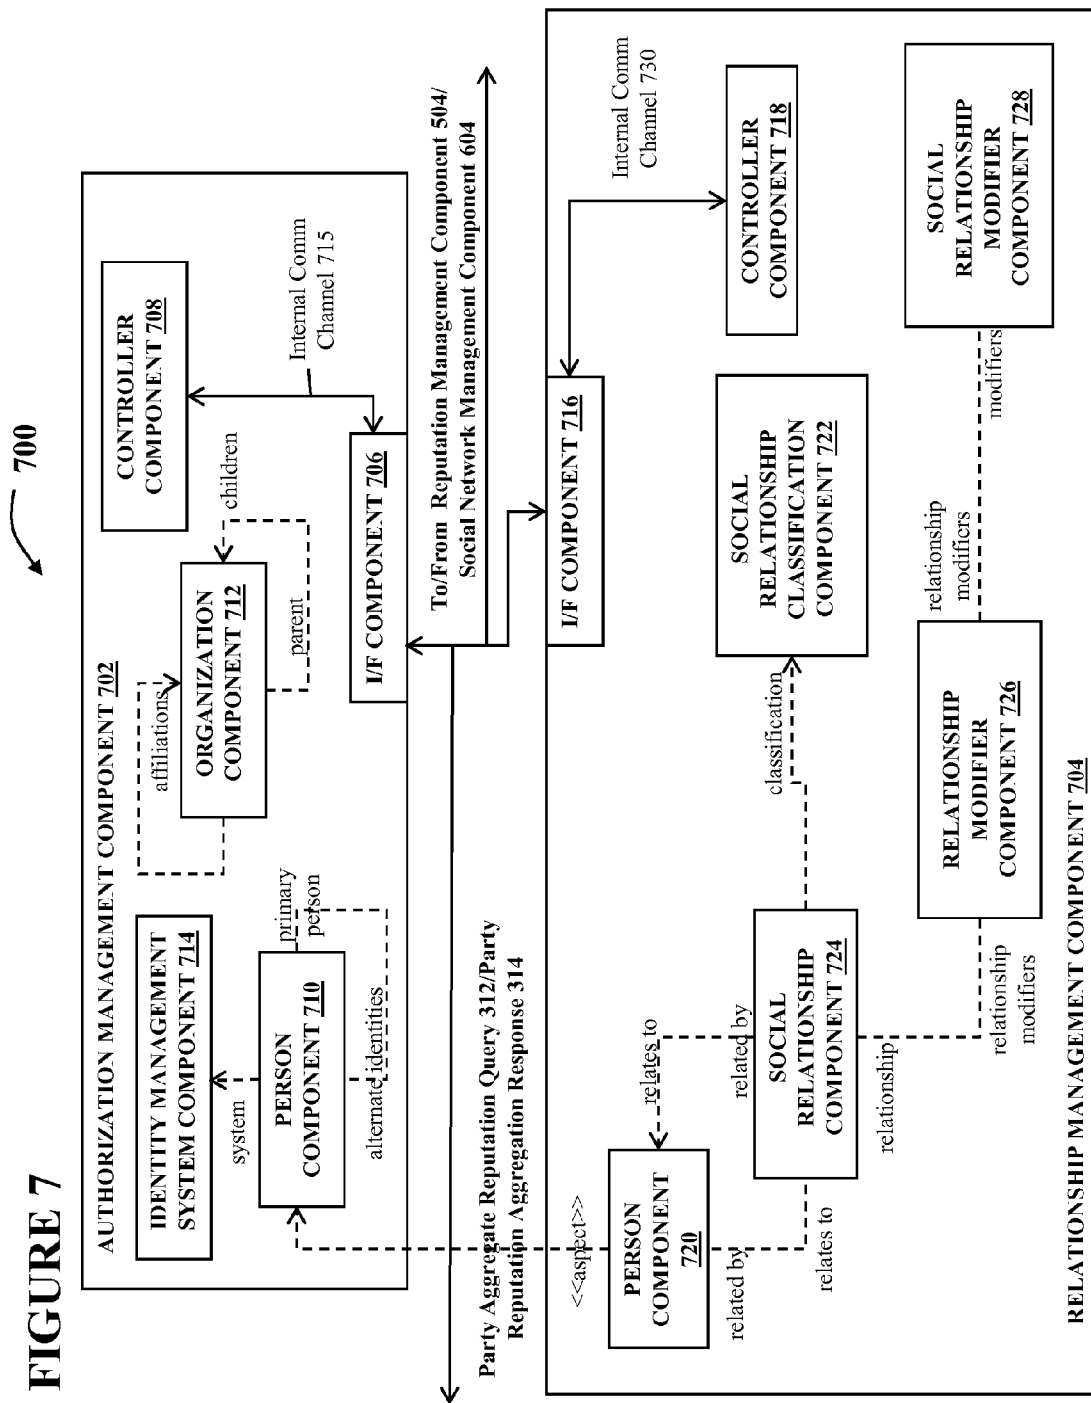 FIGURE 7
700
AUTHORIZATION MANAGEMENT COMPONENT 702
IDENTITY MANAGEMENT
SYSTEM COMPONENT 714
system
PERSON
COMPONENT 710
primary
person
alternate identities
affiliations
ORGANIZATION
COMPONENT 712
children
parent
CONTROLLER
COMPONENT 708
Internal Comm
Channel 715
I/F COMPONENT 706
To/From Reputation Management Component 504/
Social Network Management Component 604
Party Aggregate Reputation Query 312/Party
Reputation Aggregation Response 314
<<aspect>>
I/F COMPONENT 716
Internal Comm
Channel 730
CONTROLLER
COMPONENT 718
PERSON
COMPONENT
720
relates to
related by
related by
relates to
SOCIAL
RELATIONSHIP
COMPONENT 724
relationship
classification
SOCIAL
RELATIONSHIP
CLASSIFICATION
COMPONENT 722
relationship
modifiers
RELATIONSHIP
MODIFIER
COMPONENT 726
relationship
modifiers
modifiers
SOCIAL
RELATIONSHIP
MODIFIER
COMPONENT 728
RELATIONSHIP MANAGEMENT COMPONENT 704